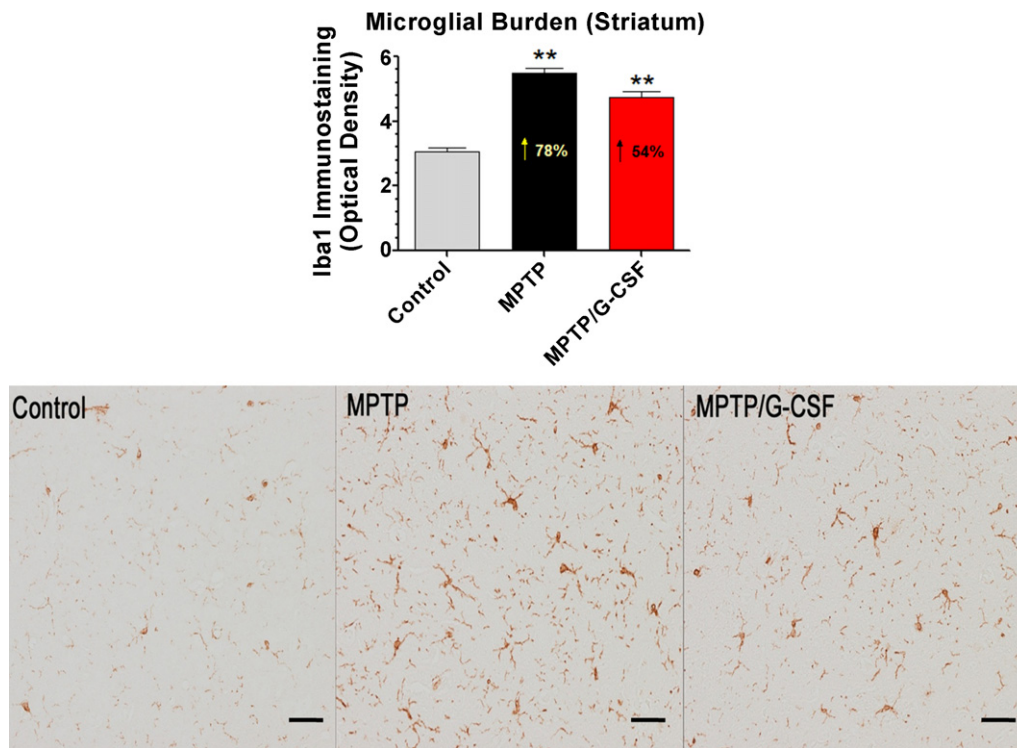 Microglial Burden (Striatum)
Iba1 Immunostaining
(Optical Density)
6
4
2
0
**
**
↑ 78%
↑ 54%
Control
MPTP
MPTP/G-CSF
Control
MPTP
MPTP/G-CSF